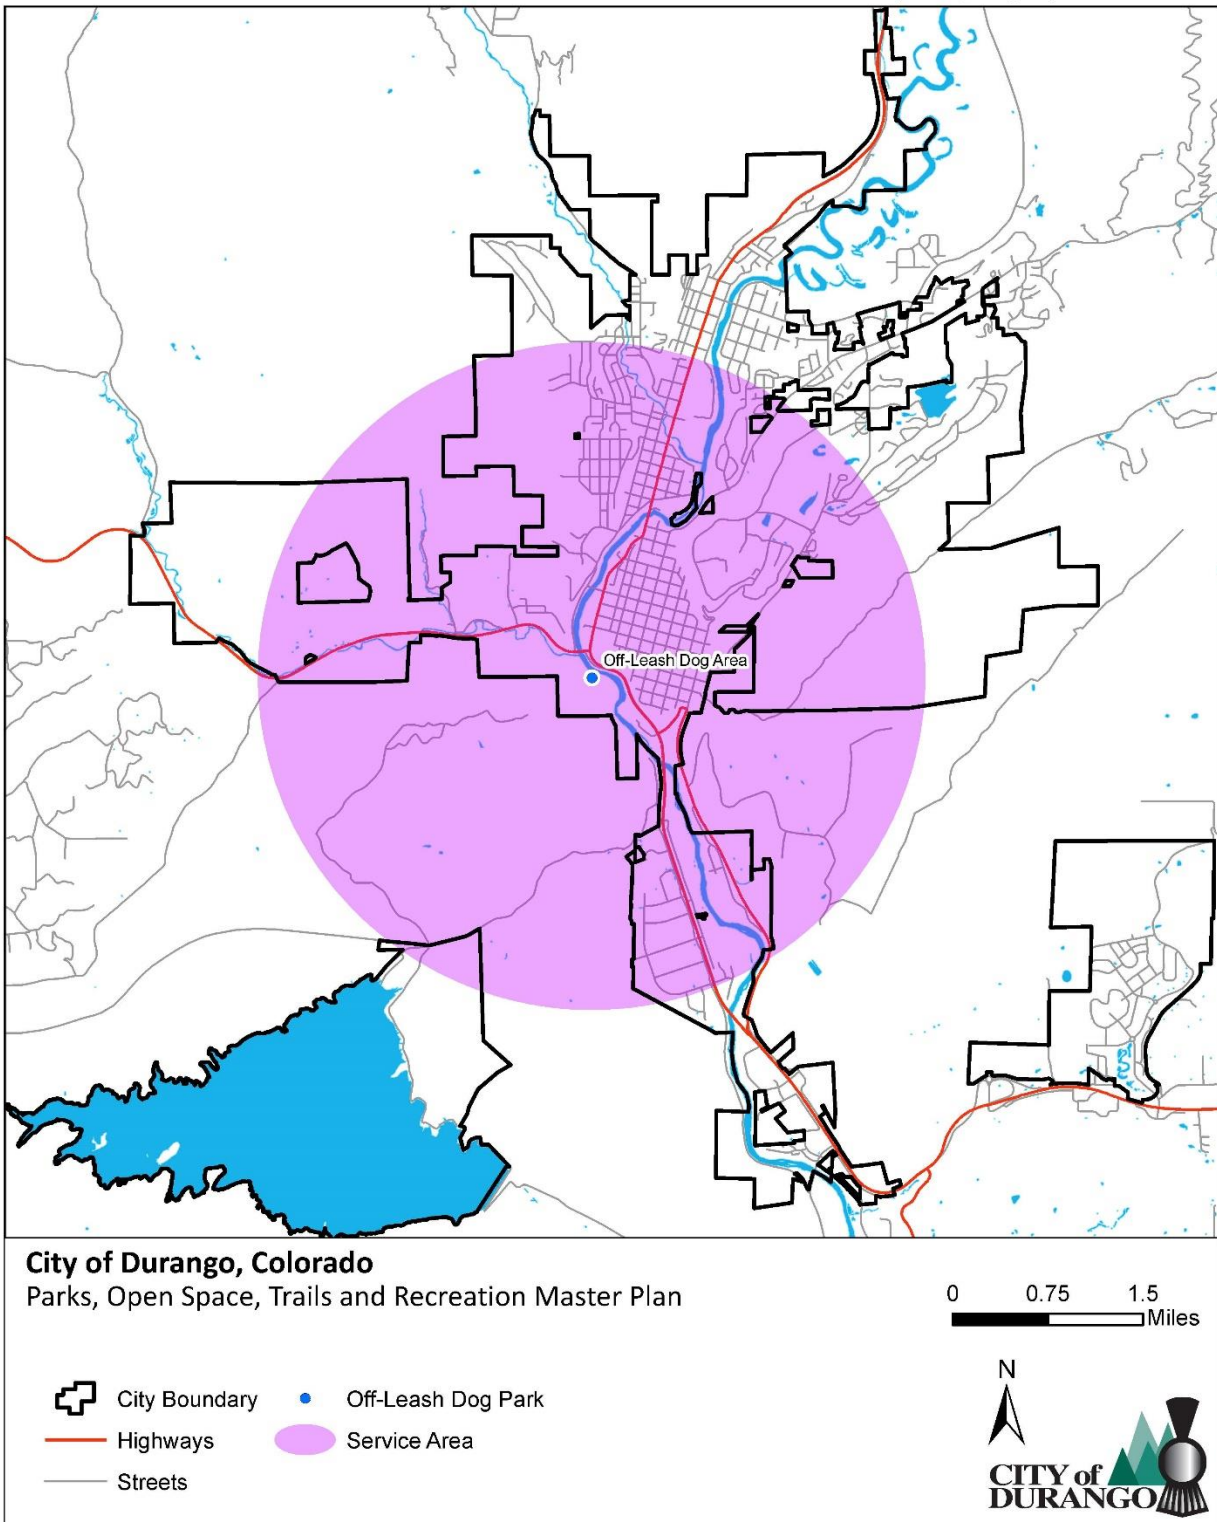 Off-Leash Dog Area
City of Durango, Colorado
Parks, Open Space, Trails and Recreation Master Plan
0 0.75 1.5
Miles
City Boundary
Off-Leash Dog Park
Highways
Service Area
Streets
N
CITY of
DURANGO